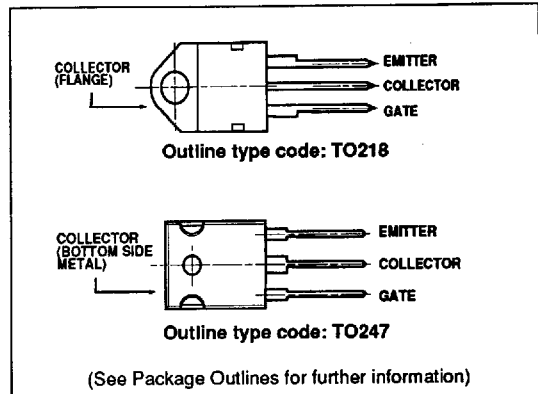 COLLECTOR
(FLANGE)
EMITTER
COLLECTOR
GATE
Outline type code: TO218
COLLECTOR
(BOTTOM SIDE
METAL)
EMITTER
COLLECTOR
GATE
Outline type code: TO247
(See Package Outlines for further information)